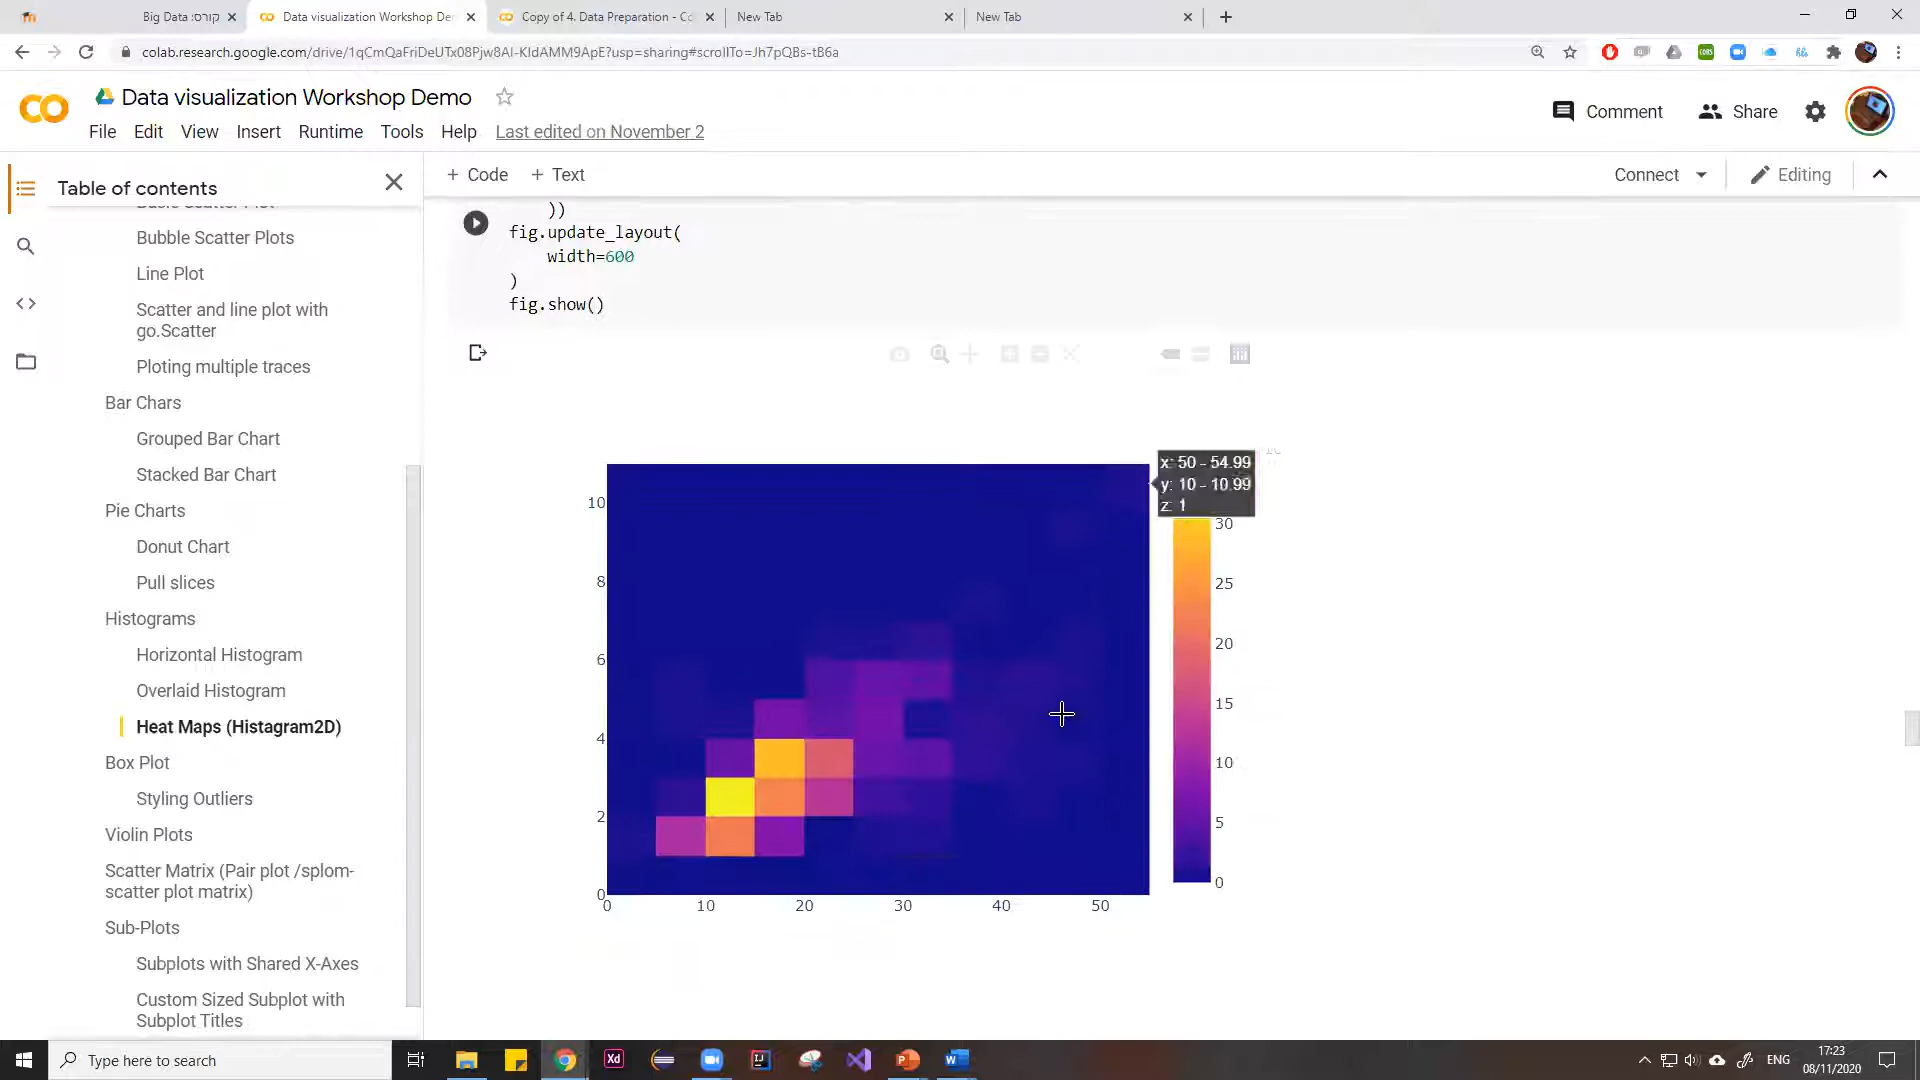 Big Data :קורס
Data visualization Workshop Der
Copy of 4. Data Preparation - Co
New Tab
New Tab
colab.research.google.com/drive/1qCmQaFriDeUTx08Pjw8AI-KIdAMM9ApE?usp=sharing#scrollTo=Jh7pQBs-tB6a
CO
Data visualization Workshop Demo
Comment
Share
File Edit View Insert Runtime Tools Help Last edited on November 2
Table of contents
+ Code + Text
Connect
Editing
Basic Scatter Plot
Bubble Scatter Plots
Line Plot
Scatter and line plot with
go.Scatter
Ploting multiple traces
Bar Chars
Grouped Bar Chart
Stacked Bar Chart
Pie Charts
Donut Chart
Pull slices
Histograms
Horizontal Histogram
Overlaid Histogram
Heat Maps (Histagram2D)
Box Plot
Styling Outliers
Violin Plots
Scatter Matrix (Pair plot /splom-
scatter plot matrix)
Sub-Plots
Subplots with Shared X-Axes
Custom Sized Subplot with
Subplot Titles
))
fig.update_layout(
width=600
)
fig.show()
x: 50 - 54.99
y: 10 - 10.99
z: 1
10
8
6
4
2
0
0 10 20 30 40 50
30
25
20
15
10
5
0
Type here to search
Xd
ENG
17:23
08/11/2020